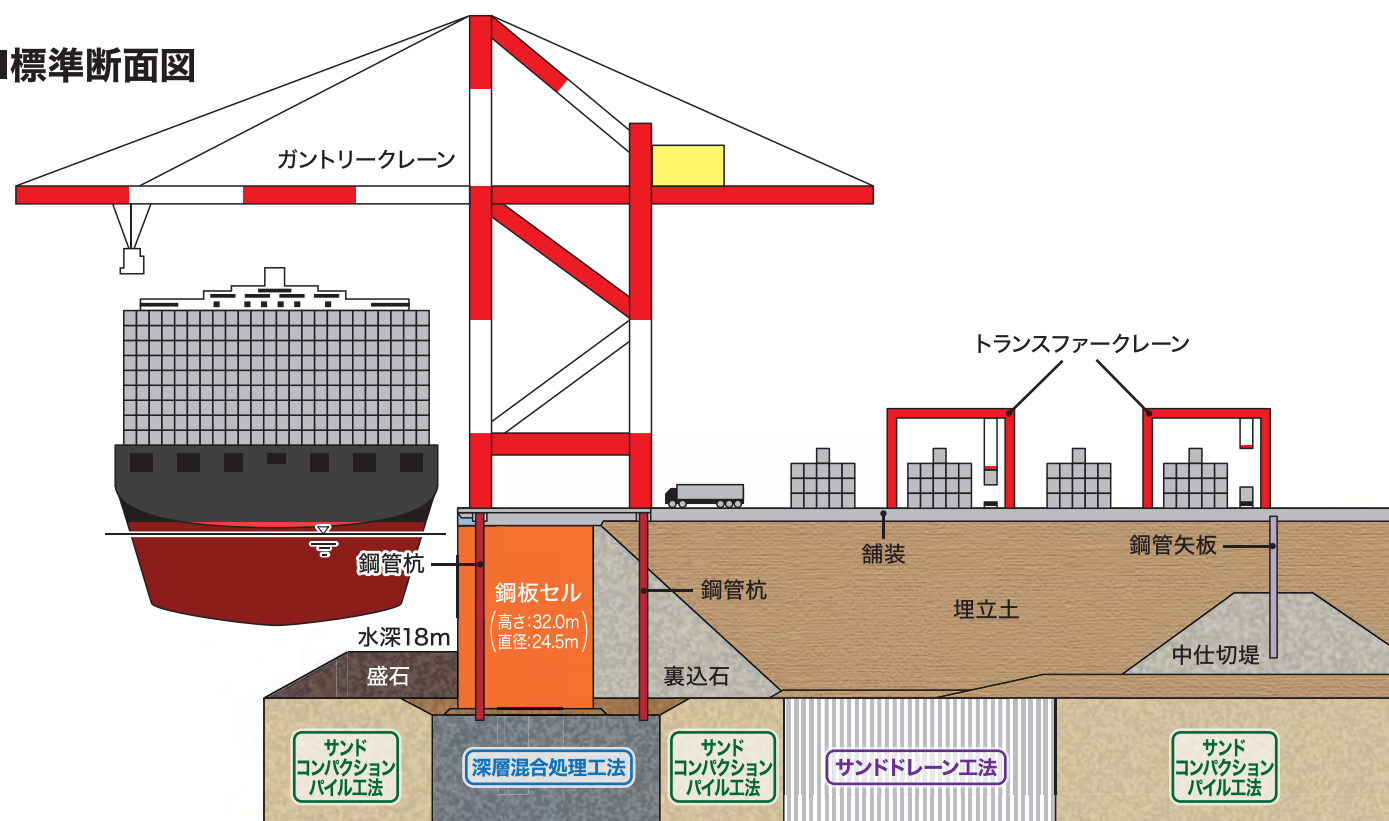 標準断面図
ガントリークレーン
トランスファークレーン
舗装
鋼管矢板
鋼管杭
鋼板セル
(高さ:32.0m
直径:24.5m)
鋼管杭
埋立土
水深18m
盛石
裏込石
中仕切堤
サンド
コンパクション
パイル工法
深層混合処理工法
サンド
コンパクション
パイル工法
サンドドレーン工法
サンド
コンパクション
パイル工法